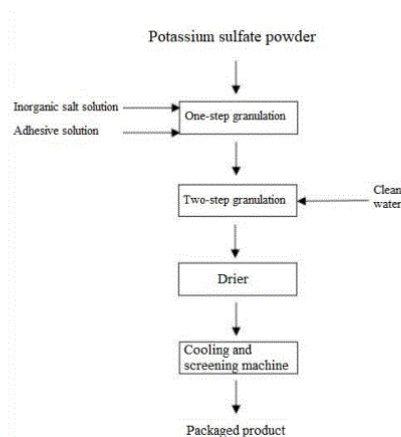 Potassium sulfate powder
Inorganic salt solution
One-step granulation
Adhesive solution
Two-step granulation
Clean
water
Drier
Cooling and
screening machine
Packaged product